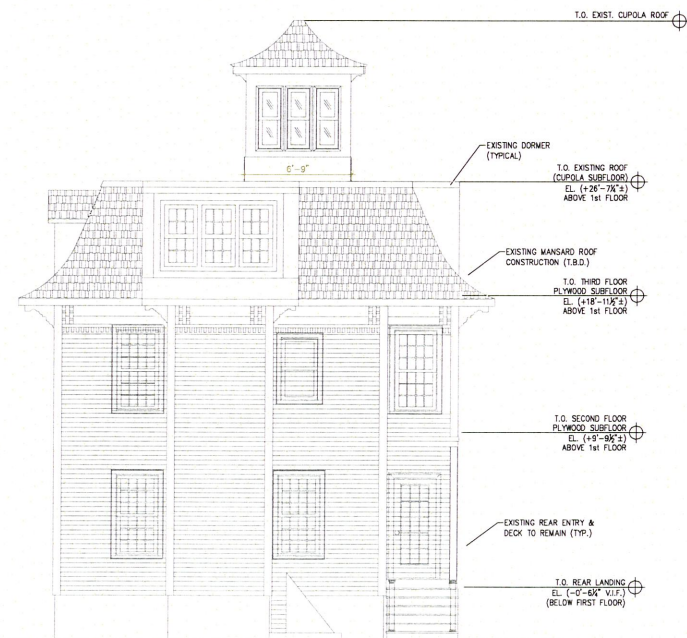 T.O. EXIST. CUPOLA ROOF
EXISTING DORMER
(TYPICAL)
T.O. EXISTING ROOF
(CUPOLA SUBFLOOR)
EL. (+26'-7¼"±)
ABOVE 1st FLOOR
6'-9"
EXISTING MANSARD ROOF
CONSTRUCTION (T.B.D.)
T.O. THIRD FLOOR
PLYWOOD SUBFLOOR
EL. (+18'-11½"±)
ABOVE 1st FLOOR
T.O. SECOND FLOOR
PLYWOOD SUBFLOOR
EL. (+9'-9½"±)
ABOVE 1st FLOOR
EXISTING REAR ENTRY &
DECK TO REMAIN (TYP.)
T.O. REAR LANDING
EL. (-0'-6¼" V.I.F.)
(BELOW FIRST FLOOR)